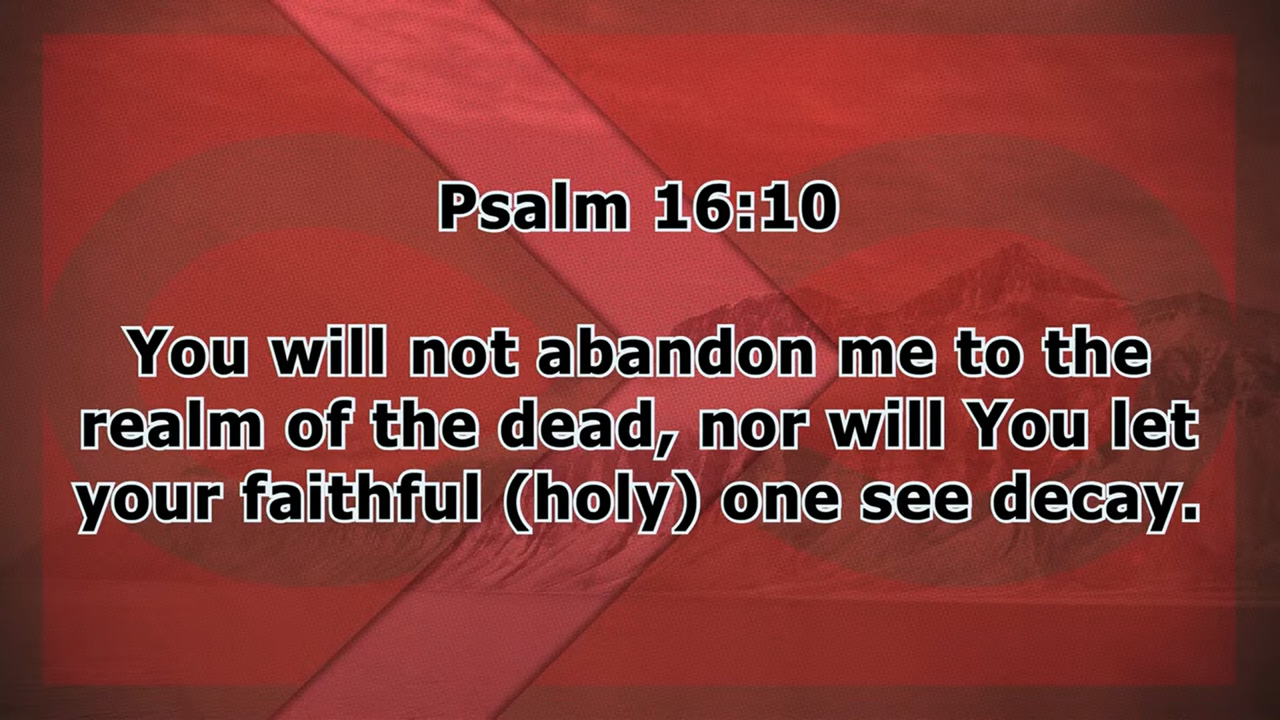 Psalm 16:10
You will not abandon me to the
realm of the dead, nor will You let
your faithful (holy) one see decay.